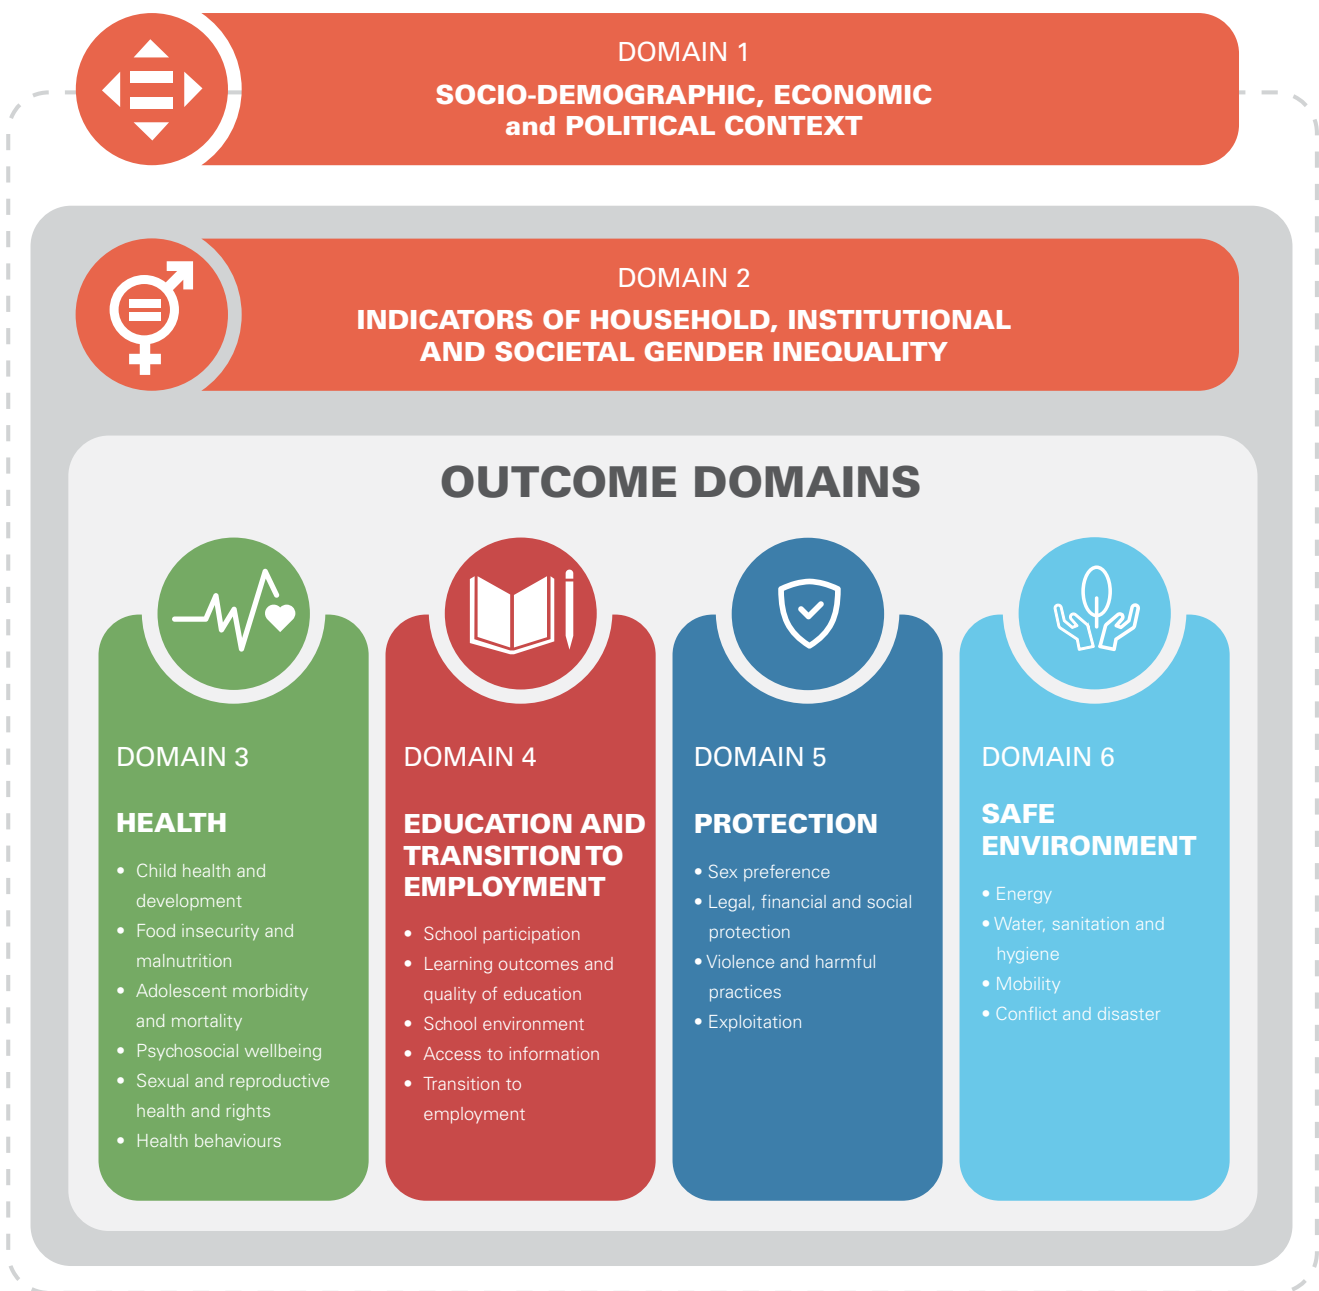 DOMAIN 1
SOCIO-DEMOGRAPHIC, ECONOMIC
and POLITICAL CONTEXT
DOMAIN 2
INDICATORS OF HOUSEHOLD, INSTITUTIONAL
AND SOCIETAL GENDER INEQUALITY
OUTCOME DOMAINS
DOMAIN 3
HEALTH
• Child health and
development
• Food insecurity and
malnutrition
• Adolescent morbidity
and mortality
• Psychosocial wellbeing
• Sexual and reproductive
health and rights
• Health behaviours
DOMAIN 4
EDUCATION AND
TRANSITION TO
EMPLOYMENT
• School participation
• Learning outcomes and
quality of education
• School environment
• Access to information
• Transition to
employment
DOMAIN 5
PROTECTION
• Sex preference
• Legal, financial and social
protection
• Violence and harmful
practices
• Exploitation
DOMAIN 6
SAFE
ENVIRONMENT
• Energy
• Water, sanitation and
hygiene
• Mobility
• Conflict and disaster